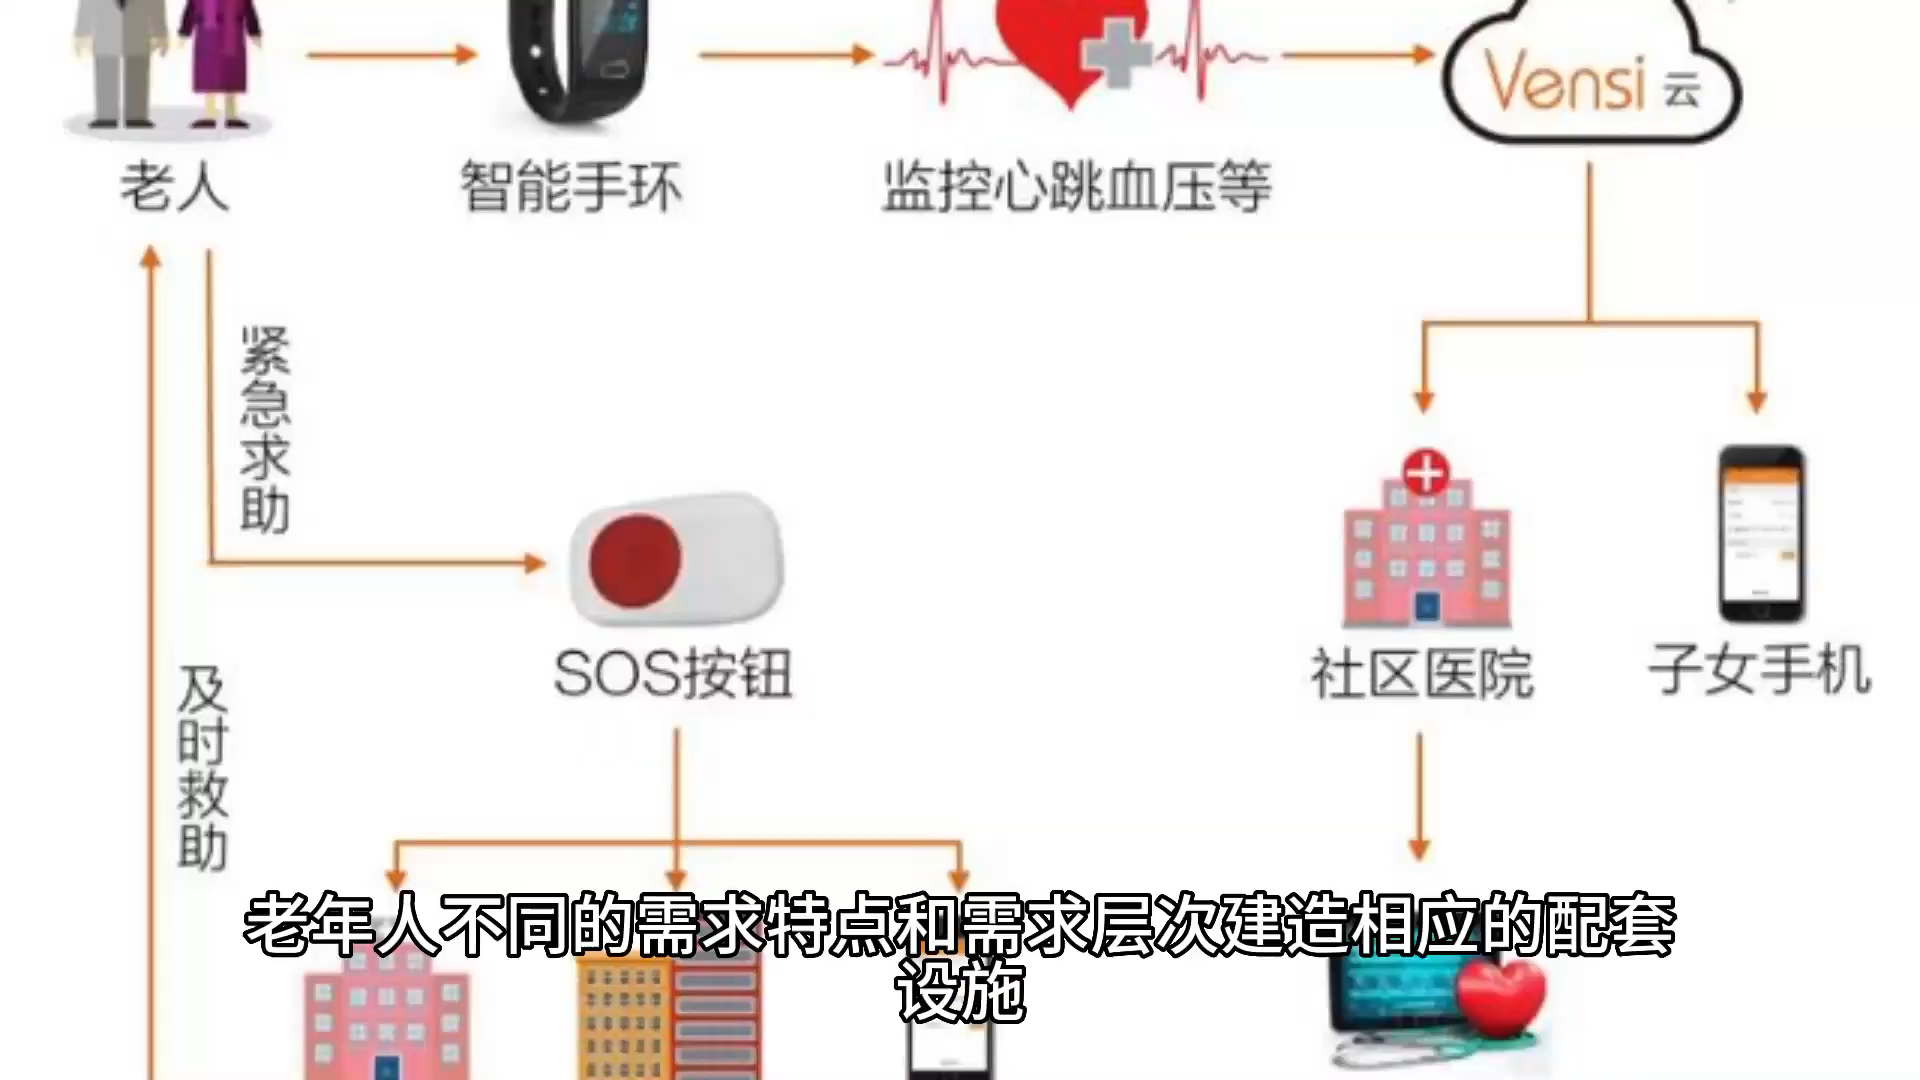 Vensi 云
老人
智能手环
监控心跳血压等
紧急求助
SOS按钮
社区医院
子女手机
及时救助
老年人不同的需求特点和需求层次建造相应的配套
设施